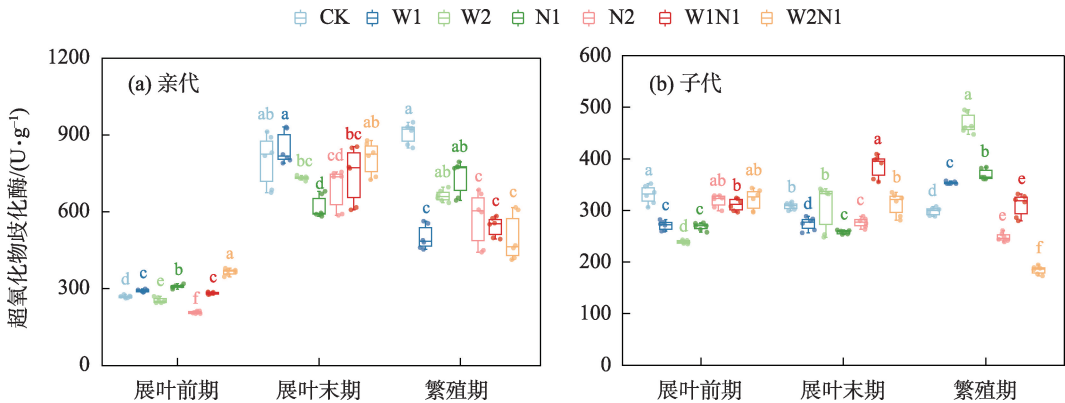 CK W1 W2 N1 N2 W1N1 W2N1
超氧化物歧化酶/(U·g⁻¹)
(a) 亲代
1200
900
600
300
0
d c e b f c a
ab a bc d cd bc ab
a c ab ab c c c
展叶前期 展叶末期 繁殖期
(b) 子代
600
500
400
300
200
100
0
a c d c ab b ab
b d b c c a b
d c a b e e f
展叶前期 展叶末期 繁殖期